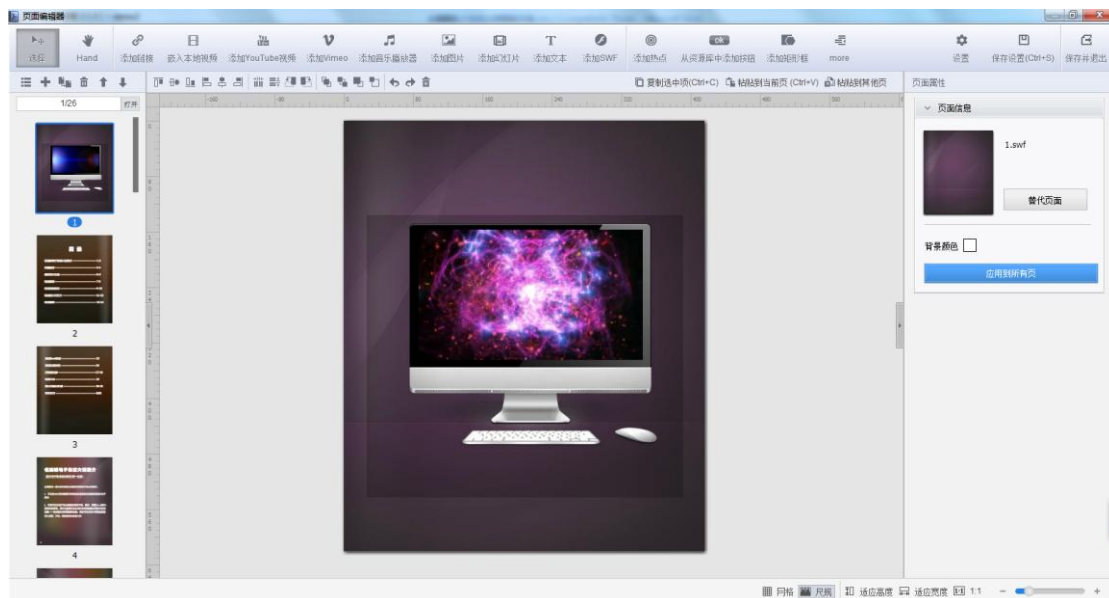 页面编辑器
选择 Hand 添加链接 嵌入本地视频 添加YouTube视频 添加Vimeo 添加音乐播放器 添加图片 添加幻灯片 添加文本 添加SWF 添加热点 从资源库中添加按钮 添加矩形框 more 设置 保存设置(Ctrl+S) 保存并退出
复制选中项(Ctrl+C) 粘贴到当前页 (Ctrl+V) 粘贴到其他页 页面属性
1/26 打开
页面信息
1.swf
替代页面
背景颜色
应用到所有页
1
目录
2
3
4
网格 尺规 适应高度 适应宽度 1:1